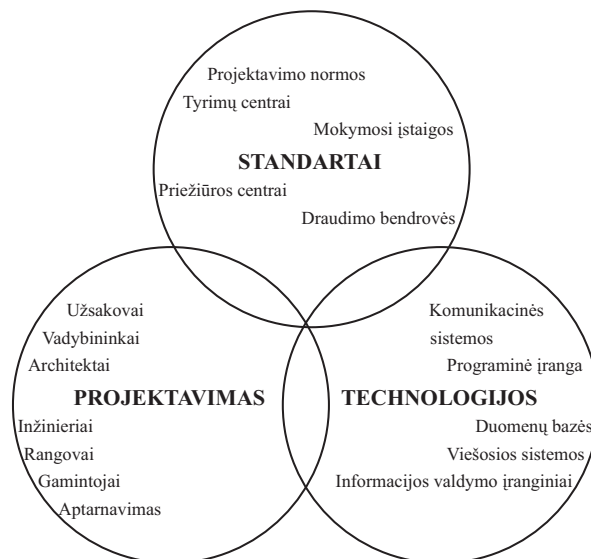 Projektavimo normos
Tyrimų centrai
Mokymosi įstaigos
STANDARTAI
Priežiūros centrai
Draudimo bendrovės
Užsakovai
Vadybininkai
Architektai
PROJEKTAVIMAS
Inžinieriai
Rangovai
Gamintojai
Aptarnavimas
Komunikacinės
sistemos
Programinė įranga
TECHNOLOGIJOS
Duomenų bazės
Viešosios sistemos
Informacijos valdymo įranginiai